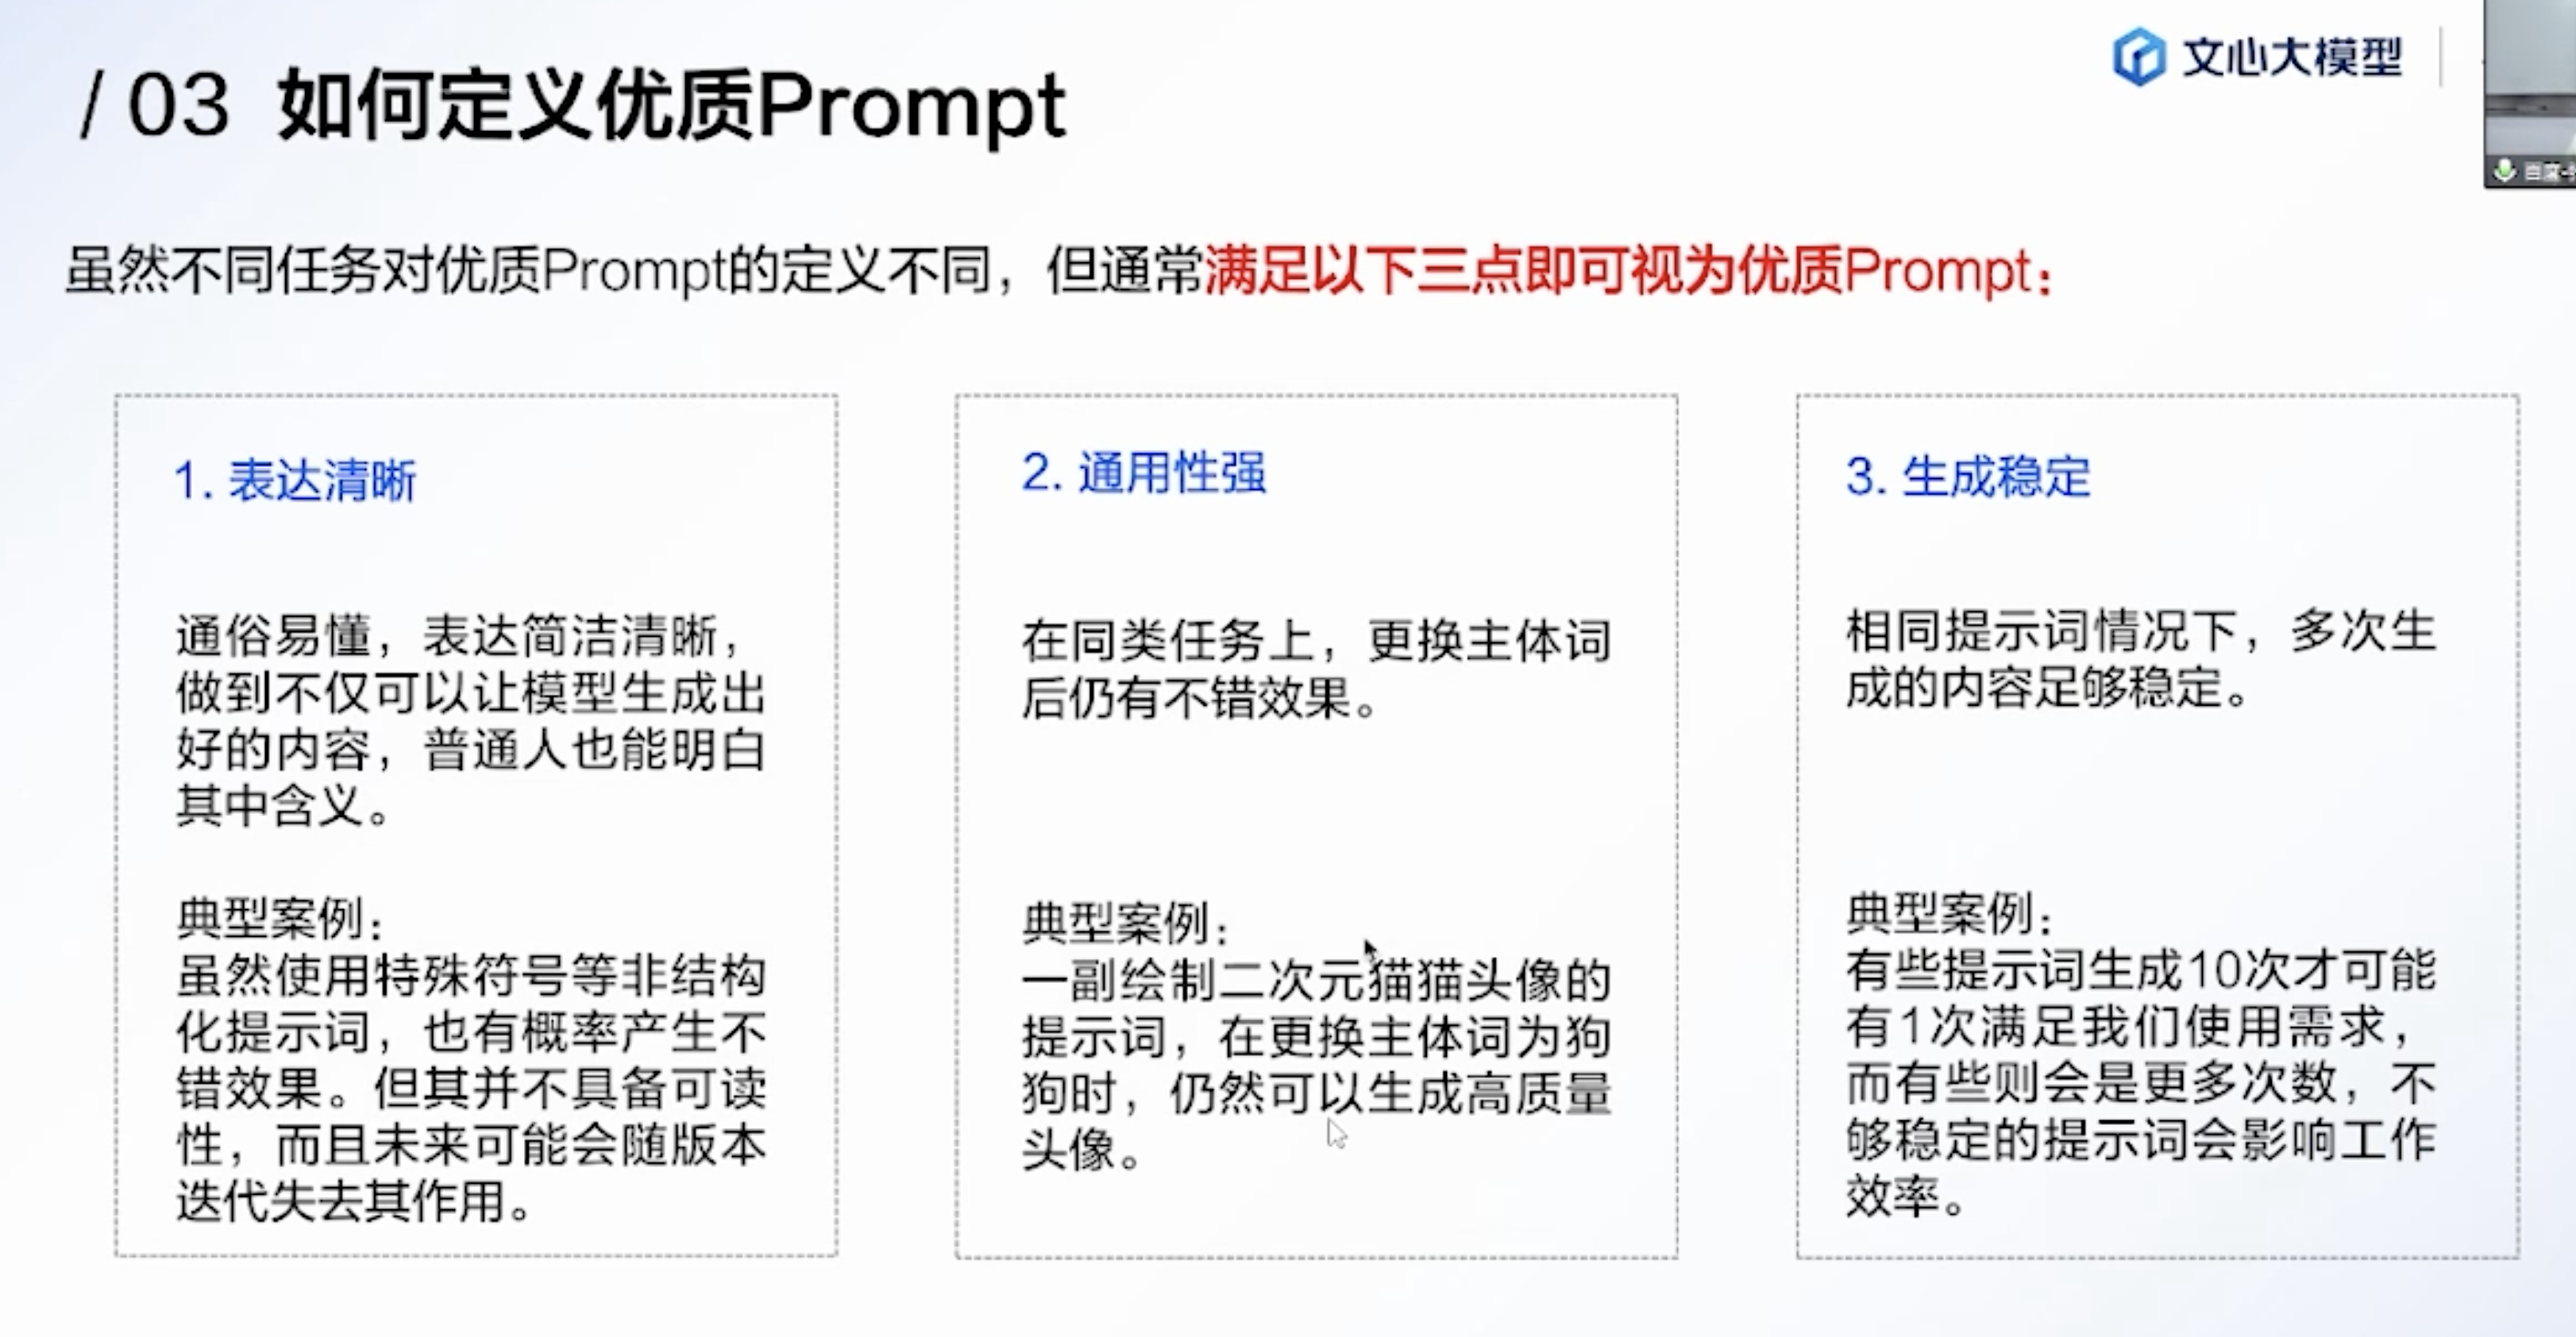 / 03 如何定义优质Prompt
文心大模型
虽然不同任务对优质Prompt的定义不同，但通常满足以下三点即可视为优质Prompt：
1. 表达清晰
通俗易懂，表达简洁清晰，
做到不仅可以让模型生成出
好的内容，普通人也能明白
其中含义。
典型案例：
虽然使用特殊符号等非结构
化提示词，也有概率产生不
错效果。但其并不具备可读
性，而且未来可能会随版本
迭代失去其作用。
2. 通用性强
在同类任务上，更换主体词
后仍有不错效果。
典型案例：
一副绘制二次元猫猫头像的
提示词，在更换主体词为狗
狗时，仍然可以生成高质量
头像。
3. 生成稳定
相同提示词情况下，多次生
成的内容足够稳定。
典型案例：
有些提示词生成10次才可能
有1次满足我们使用需求，
而有些则会是更多次数，不
够稳定的提示词会影响工作
效率。